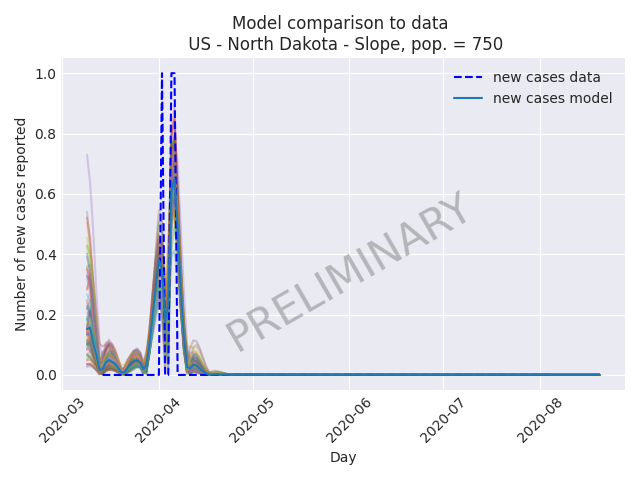 Model comparison to data
US - North Dakota - Slope, pop. = 750
new cases data
new cases model
Number of new cases reported
1.0
0.8
0.6
0.4
0.2
0.0
PRELIMINARY
2020-03
2020-04
2020-05
2020-06
2020-07
2020-08
Day